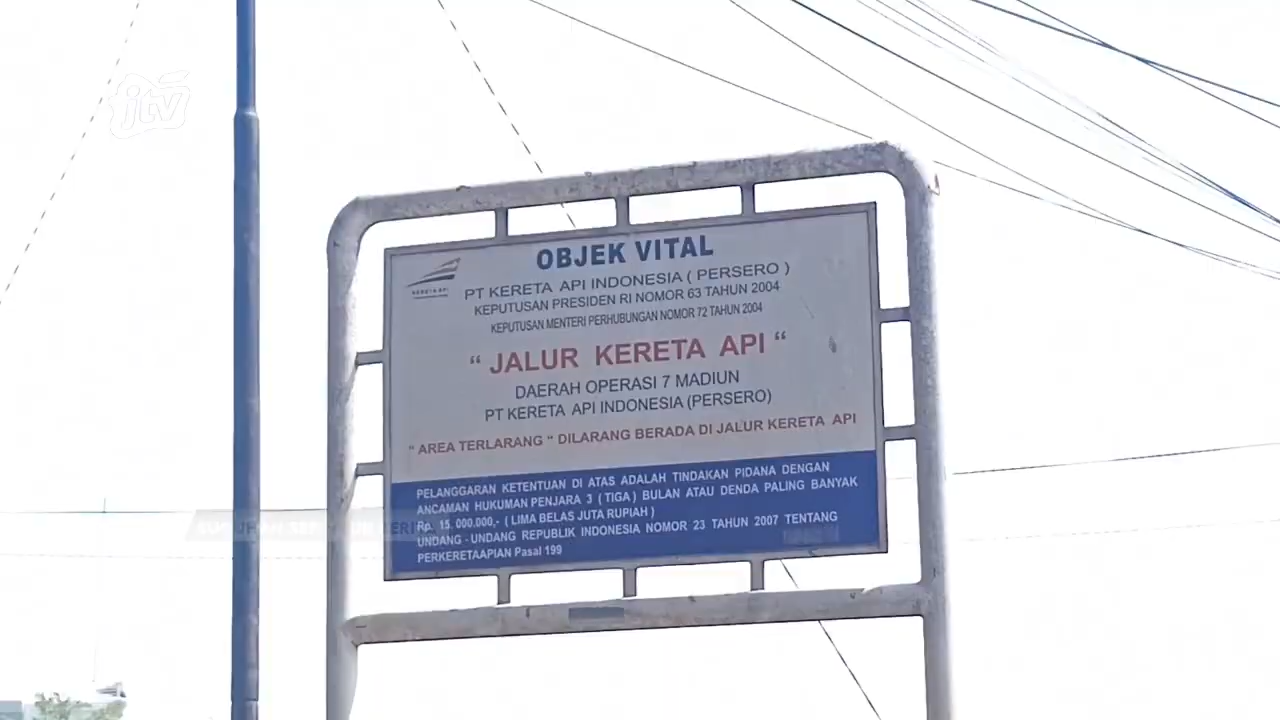 jtv
OBJEK VITAL
KERETA API
PT KERETA API INDONESIA ( PERSERO )
KEPUTUSAN PRESIDEN RI NOMOR 63 TAHUN 2004
KEPUTUSAN MENTERI PERHUBUNGAN NOMOR 72 TAHUN 2004
“ JALUR KERETA API “
DAERAH OPERASI 7 MADIUN
PT KERETA API INDONESIA (PERSERO)
“ AREA TERLARANG “ DILARANG BERADA DI JALUR KERETA API
PELANGGARAN KETENTUAN DI ATAS ADALAH TINDAKAN PIDANA DENGAN
ANCAMAN HUKUMAN PENJARA 3 ( TIGA ) BULAN ATAU DENDA PALING BANYAK
Rp. 15. 000.000,- ( LIMA BELAS JUTA RUPIAH )
UNDANG - UNDANG REPUBLIK INDONESIA NOMOR 23 TAHUN 2007 TENTANG
PERKERETAAPIAN Pasal 199